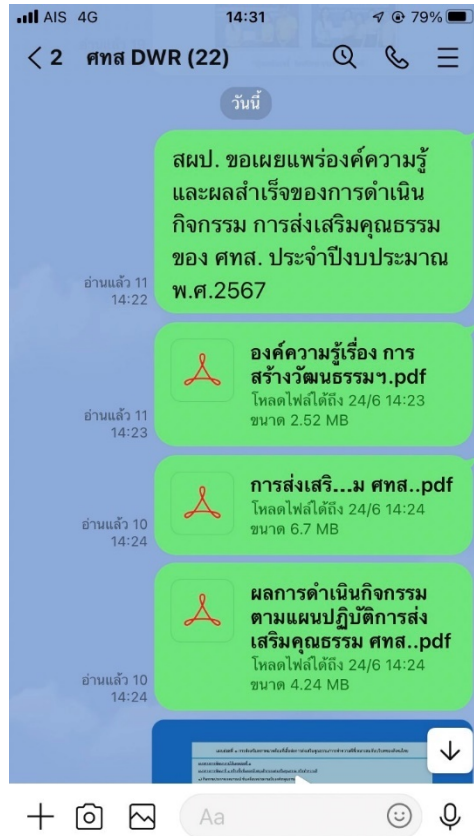 AIS 4G 14:31 79%
2 ศทส DWR (22)
วันนี้
สผป. ขอเผยแพร่องค์ความรู้
และผลสำเร็จของการดำเนิน
กิจกรรม การส่งเสริมคุณธรรม
ของ ศทส. ประจำปีงบประมาณ
พ.ศ.2567
อ่านแล้ว 11
14:22
องค์ความรู้เรื่อง การ
สร้างวัฒนธรรมฯ.pdf
โหลดไฟล์ได้ถึง 24/6 14:23
ขนาด 2.52 MB
อ่านแล้ว 11
14:23
การส่งเสริ...ม ศทส..pdf
โหลดไฟล์ได้ถึง 24/6 14:24
ขนาด 6.7 MB
อ่านแล้ว 10
14:24
ผลการดำเนินกิจกรรม
ตามแผนปฏิบัติการส่ง
เสริมคุณธรรม ศทส..pdf
โหลดไฟล์ได้ถึง 24/6 14:24
ขนาด 4.24 MB
อ่านแล้ว 10
14:24
Aa